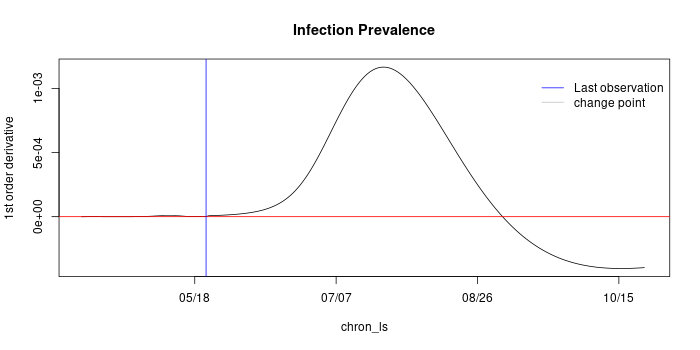 Infection Prevalence
1st order derivative
1e-03
5e-04
0e+00
Last observation
change point
05/18
07/07
08/26
10/15
chron_ls